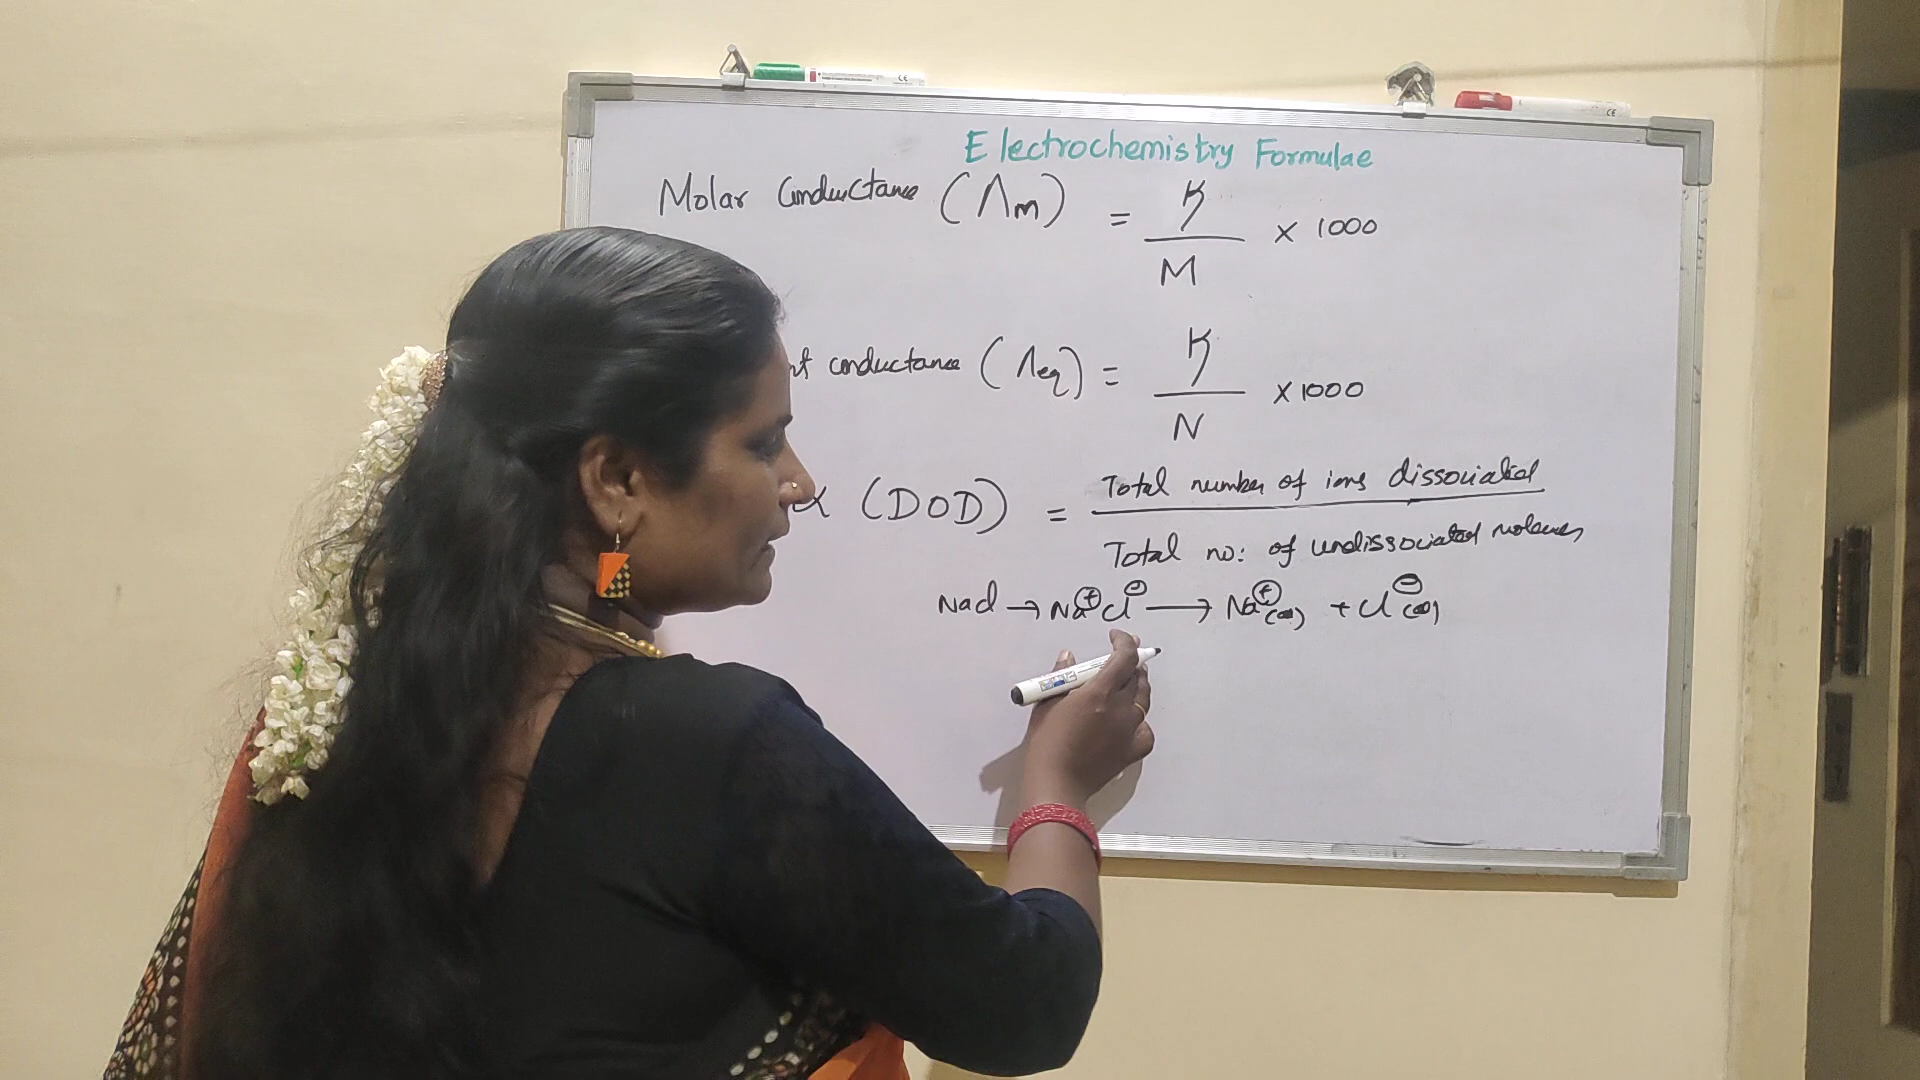 Electrochemistry Formulae
Molar Conductance (Λm) = K/M × 1000
nt conductance (Λeq) = K/N × 1000
α (DOD) = Total number of ions dissociated
Total no: of undissociated molecules
NaCl → Na⊕Cl⊖ → Na⊕(aq) + Cl⊖(aq)